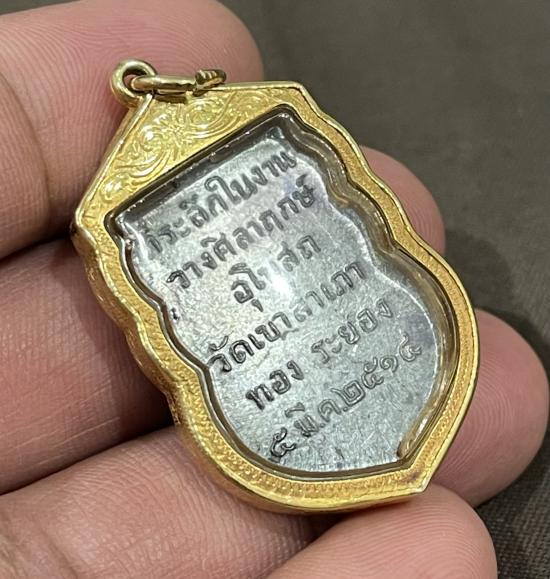 ที่ระลึกในงาน
วางศิลาฤกษ์
อุโบสถ
วัดเขาสำเภา
ทอง ระยอง
๕ มี.ค.๒๕๑๔